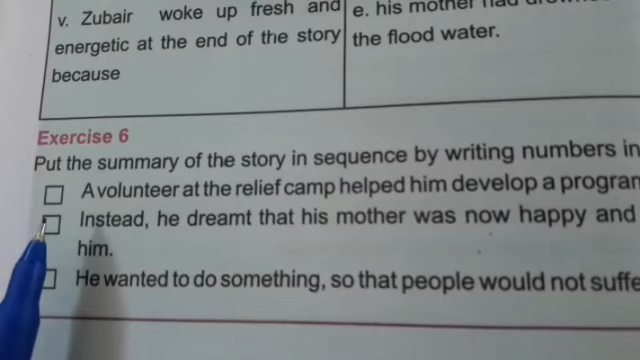 v. Zubair woke up fresh and
energetic at the end of the story
because
e. his mother had
the flood water.
Exercise 6
Put the summary of the story in sequence by writing numbers in
A volunteer at the relief camp helped him develop a
Instead, he dreamt that his mother was now happy and
him.
He wanted to do something, so that people would not